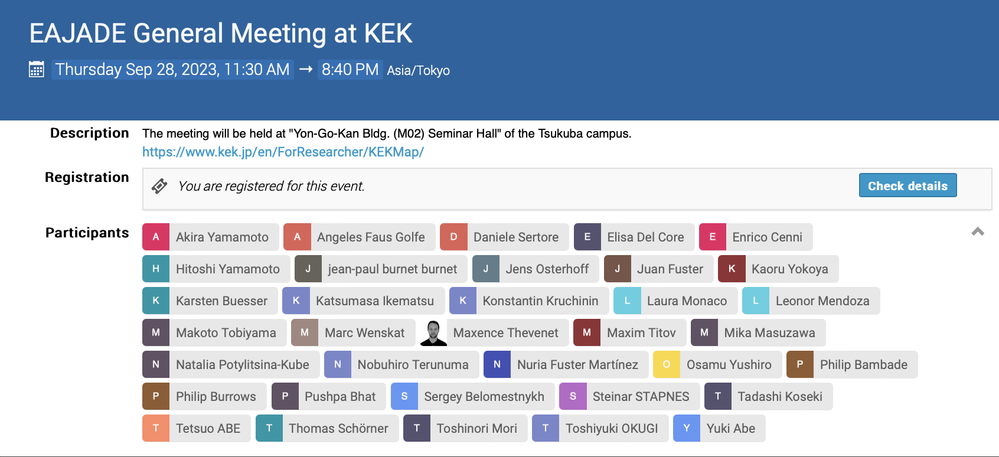 EAJADE General Meeting at KEK
Thursday Sep 28, 2023, 11:30 AM → 8:40 PM Asia/Tokyo
Description The meeting will be held at "Yon-Go-Kan Bldg. (M02) Seminar Hall" of the Tsukuba campus.
https://www.kek.jp/en/ForResearcher/KEKMap/
Registration You are registered for this event. Check details
Participants A Akira Yamamoto A Angeles Faus Golfe D Daniele Sertore E Elisa Del Core E Enrico Cenni
H Hitoshi Yamamoto J jean-paul burnet burnet J Jens Osterhoff J Juan Fuster K Kaoru Yokoya
K Karsten Buesser K Katsumasa Ikematsu K Konstantin Kruchinin L Laura Monaco L Leonor Mendoza
M Makoto Tobiyama M Marc Wenskat Maxence Thevenet M Maxim Titov M Mika Masuzawa
N Natalia Potylitsina-Kube N Nobuhiro Terunuma N Nuria Fuster Martínez O Osamu Yushiro P Philip Bambade
P Philip Burrows P Pushpa Bhat S Sergey Belomestnykh S Steinar STAPNES T Tadashi Koseki
T Tetsuo ABE T Thomas Schörner T Toshinori Mori T Toshiyuki OKUGI Y Yuki Abe